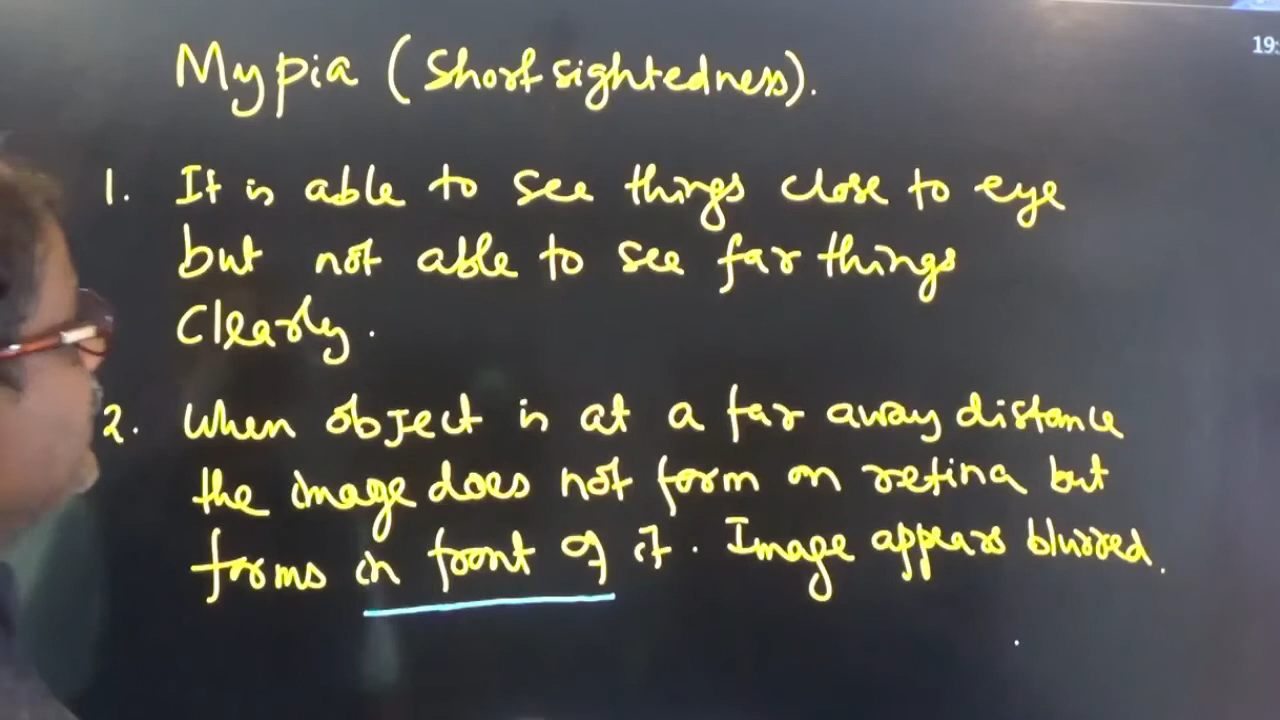 Mypia (Shortsightedness).
1. It is able to see things close to eye
but not able to see far things
Clearly.
2. When object is at a far away distance
the image does not form on retina but
forms in front of it. Image appears blurred.
19: